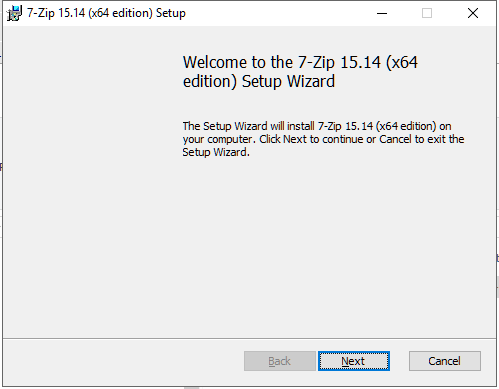 7-Zip 15.14 (x64 edition) Setup
Welcome to the 7-Zip 15.14 (x64
edition) Setup Wizard
The Setup Wizard will install 7-Zip 15.14 (x64 edition) on
your computer. Click Next to continue or Cancel to exit the
Setup Wizard.
Back
Next
Cancel